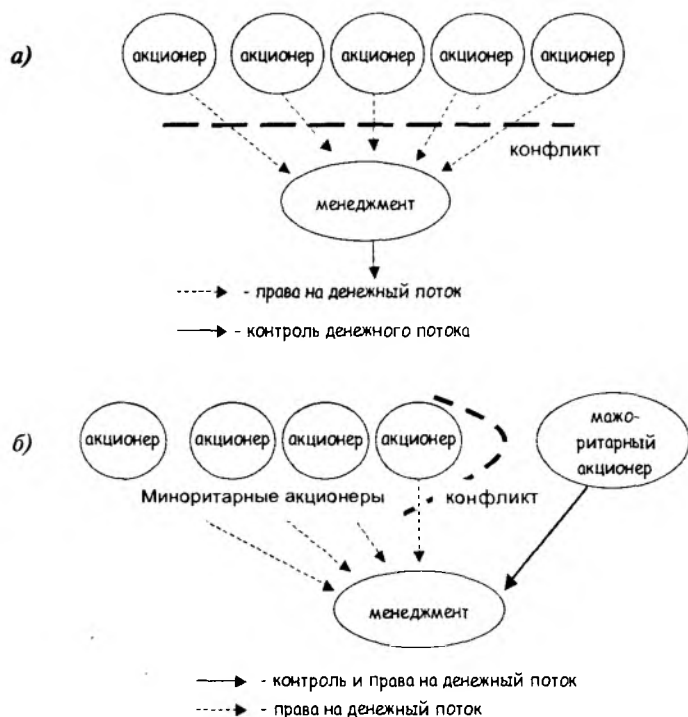 а)
акционер акционер акционер акционер акционер
конфликт
менеджмент
- права на денежный поток
- контроль денежного потока
б)
акционер акционер акционер акционер
мажо-
ритарный
акционер
Миноритарные акционеры
конфликт
менеджмент
- контроль и права на денежный поток
- права на денежный поток